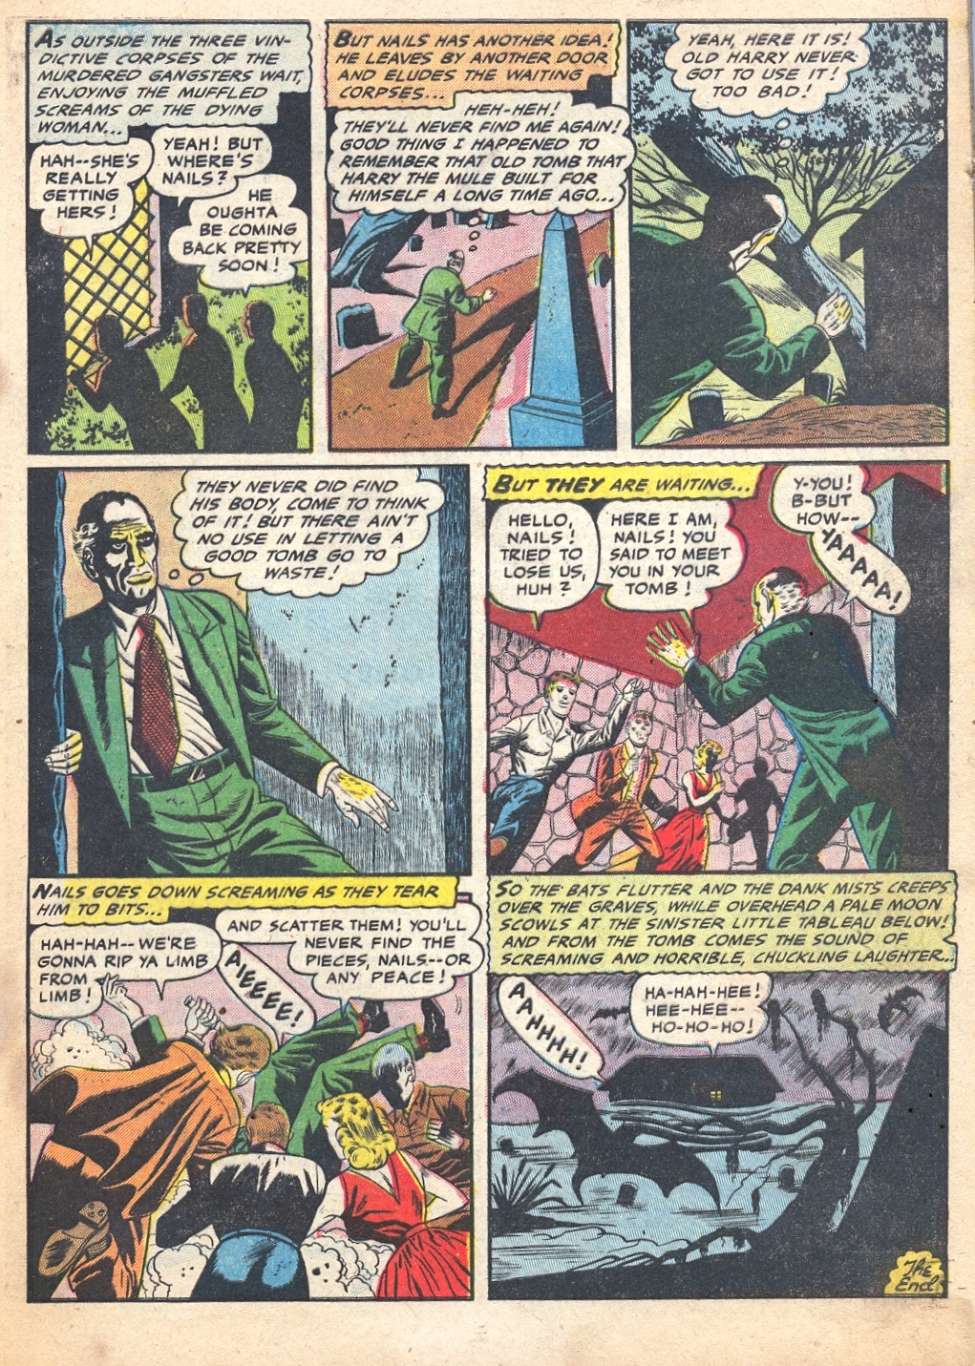 AS OUTSIDE THE THREE VIN-
DICTIVE CORPSES OF THE
MURDERED GANGSTERS WAIT,
ENJOYING THE MUFFLED
SCREAMS OF THE DYING
WOMAN...
HAH--SHE'S
REALLY
GETTING
HERS!
YEAH! BUT
WHERE'S
NAILS?
HE
OUGHTA
BE COMING
BACK PRETTY
SOON!
BUT NAILS HAS ANOTHER IDEA!
HE LEAVES BY ANOTHER DOOR
AND ELUDES THE WAITING
CORPSES...
HEH-HEH!
THEY'LL NEVER FIND ME AGAIN!
GOOD THING I HAPPENED TO
REMEMBER THAT OLD TOMB THAT
HARRY THE MULE BUILT FOR
HIMSELF A LONG TIME AGO...
YEAH, HERE IT IS!
OLD HARRY NEVER
GOT TO USE IT!
TOO BAD!
THEY NEVER DID FIND
HIS BODY, COME TO THINK
OF IT! BUT THERE AIN'T
NO USE IN LETTING A
GOOD TOMB GO TO
WASTE!
BUT THEY ARE WAITING...
HELLO,
NAILS!
TRIED TO
LOSE US,
HUH?
HERE I AM,
NAILS! YOU
SAID TO MEET
YOU IN YOUR
TOMB!
Y-YOU!
B-BUT
HOW--
YAAAAAA!
NAILS GOES DOWN SCREAMING AS THEY TEAR
HIM TO BITS...
HAH-HAH--WE'RE
GONNA RIP YA LIMB
FROM
LIMB!
AIEEEEE!
AND SCATTER THEM! YOU'LL
NEVER FIND THE
PIECES, NAILS--OR
ANY PEACE!
SO THE BATS FLUTTER AND THE DANK MISTS CREEPS
OVER THE GRAVES, WHILE OVERHEAD A PALE MOON
SCOWLS AT THE SINISTER LITTLE TABLEAU BELOW!
AND FROM THE TOMB COMES THE SOUND OF
SCREAMING AND HORRIBLE, CHUCKLING LAUGHTER...
AAAHHHH!
HA-HAH-HEE!
HEE-HEE--
HO-HO-HO!
THE
End